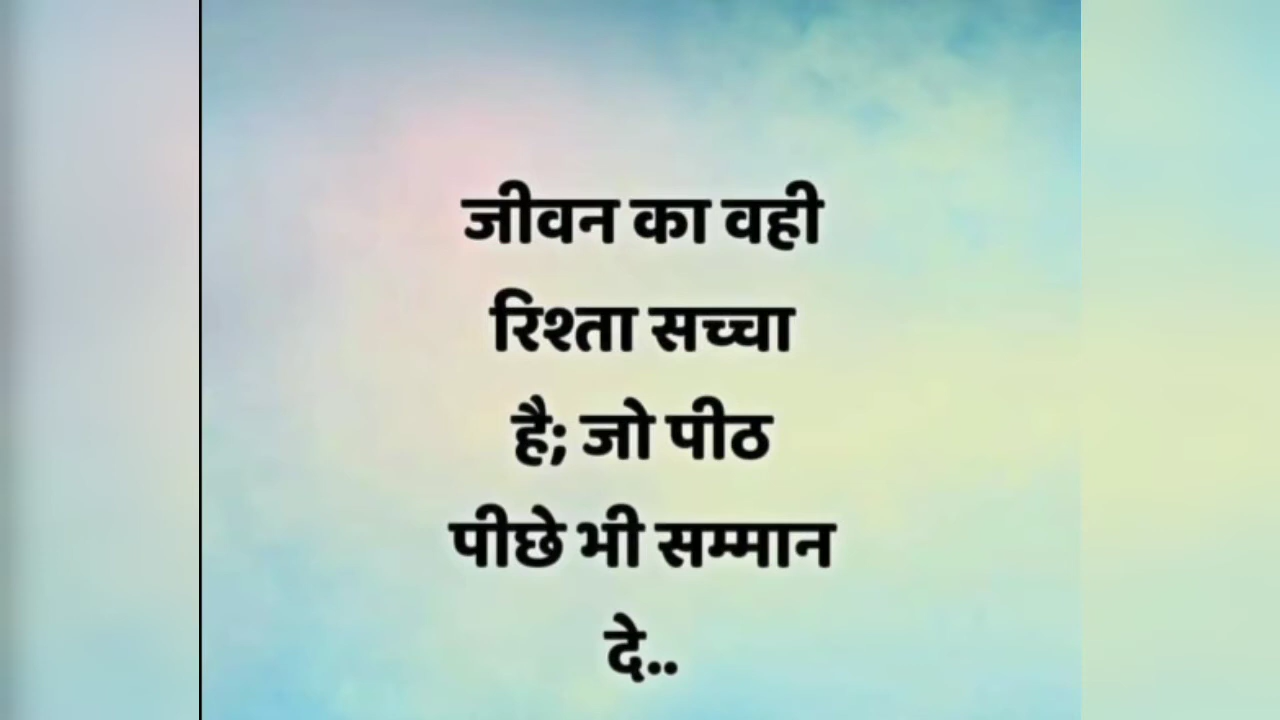 जीवन का वही
रिश्ता सच्चा
है; जो पीठ
पीछे भी सम्मान
दे..